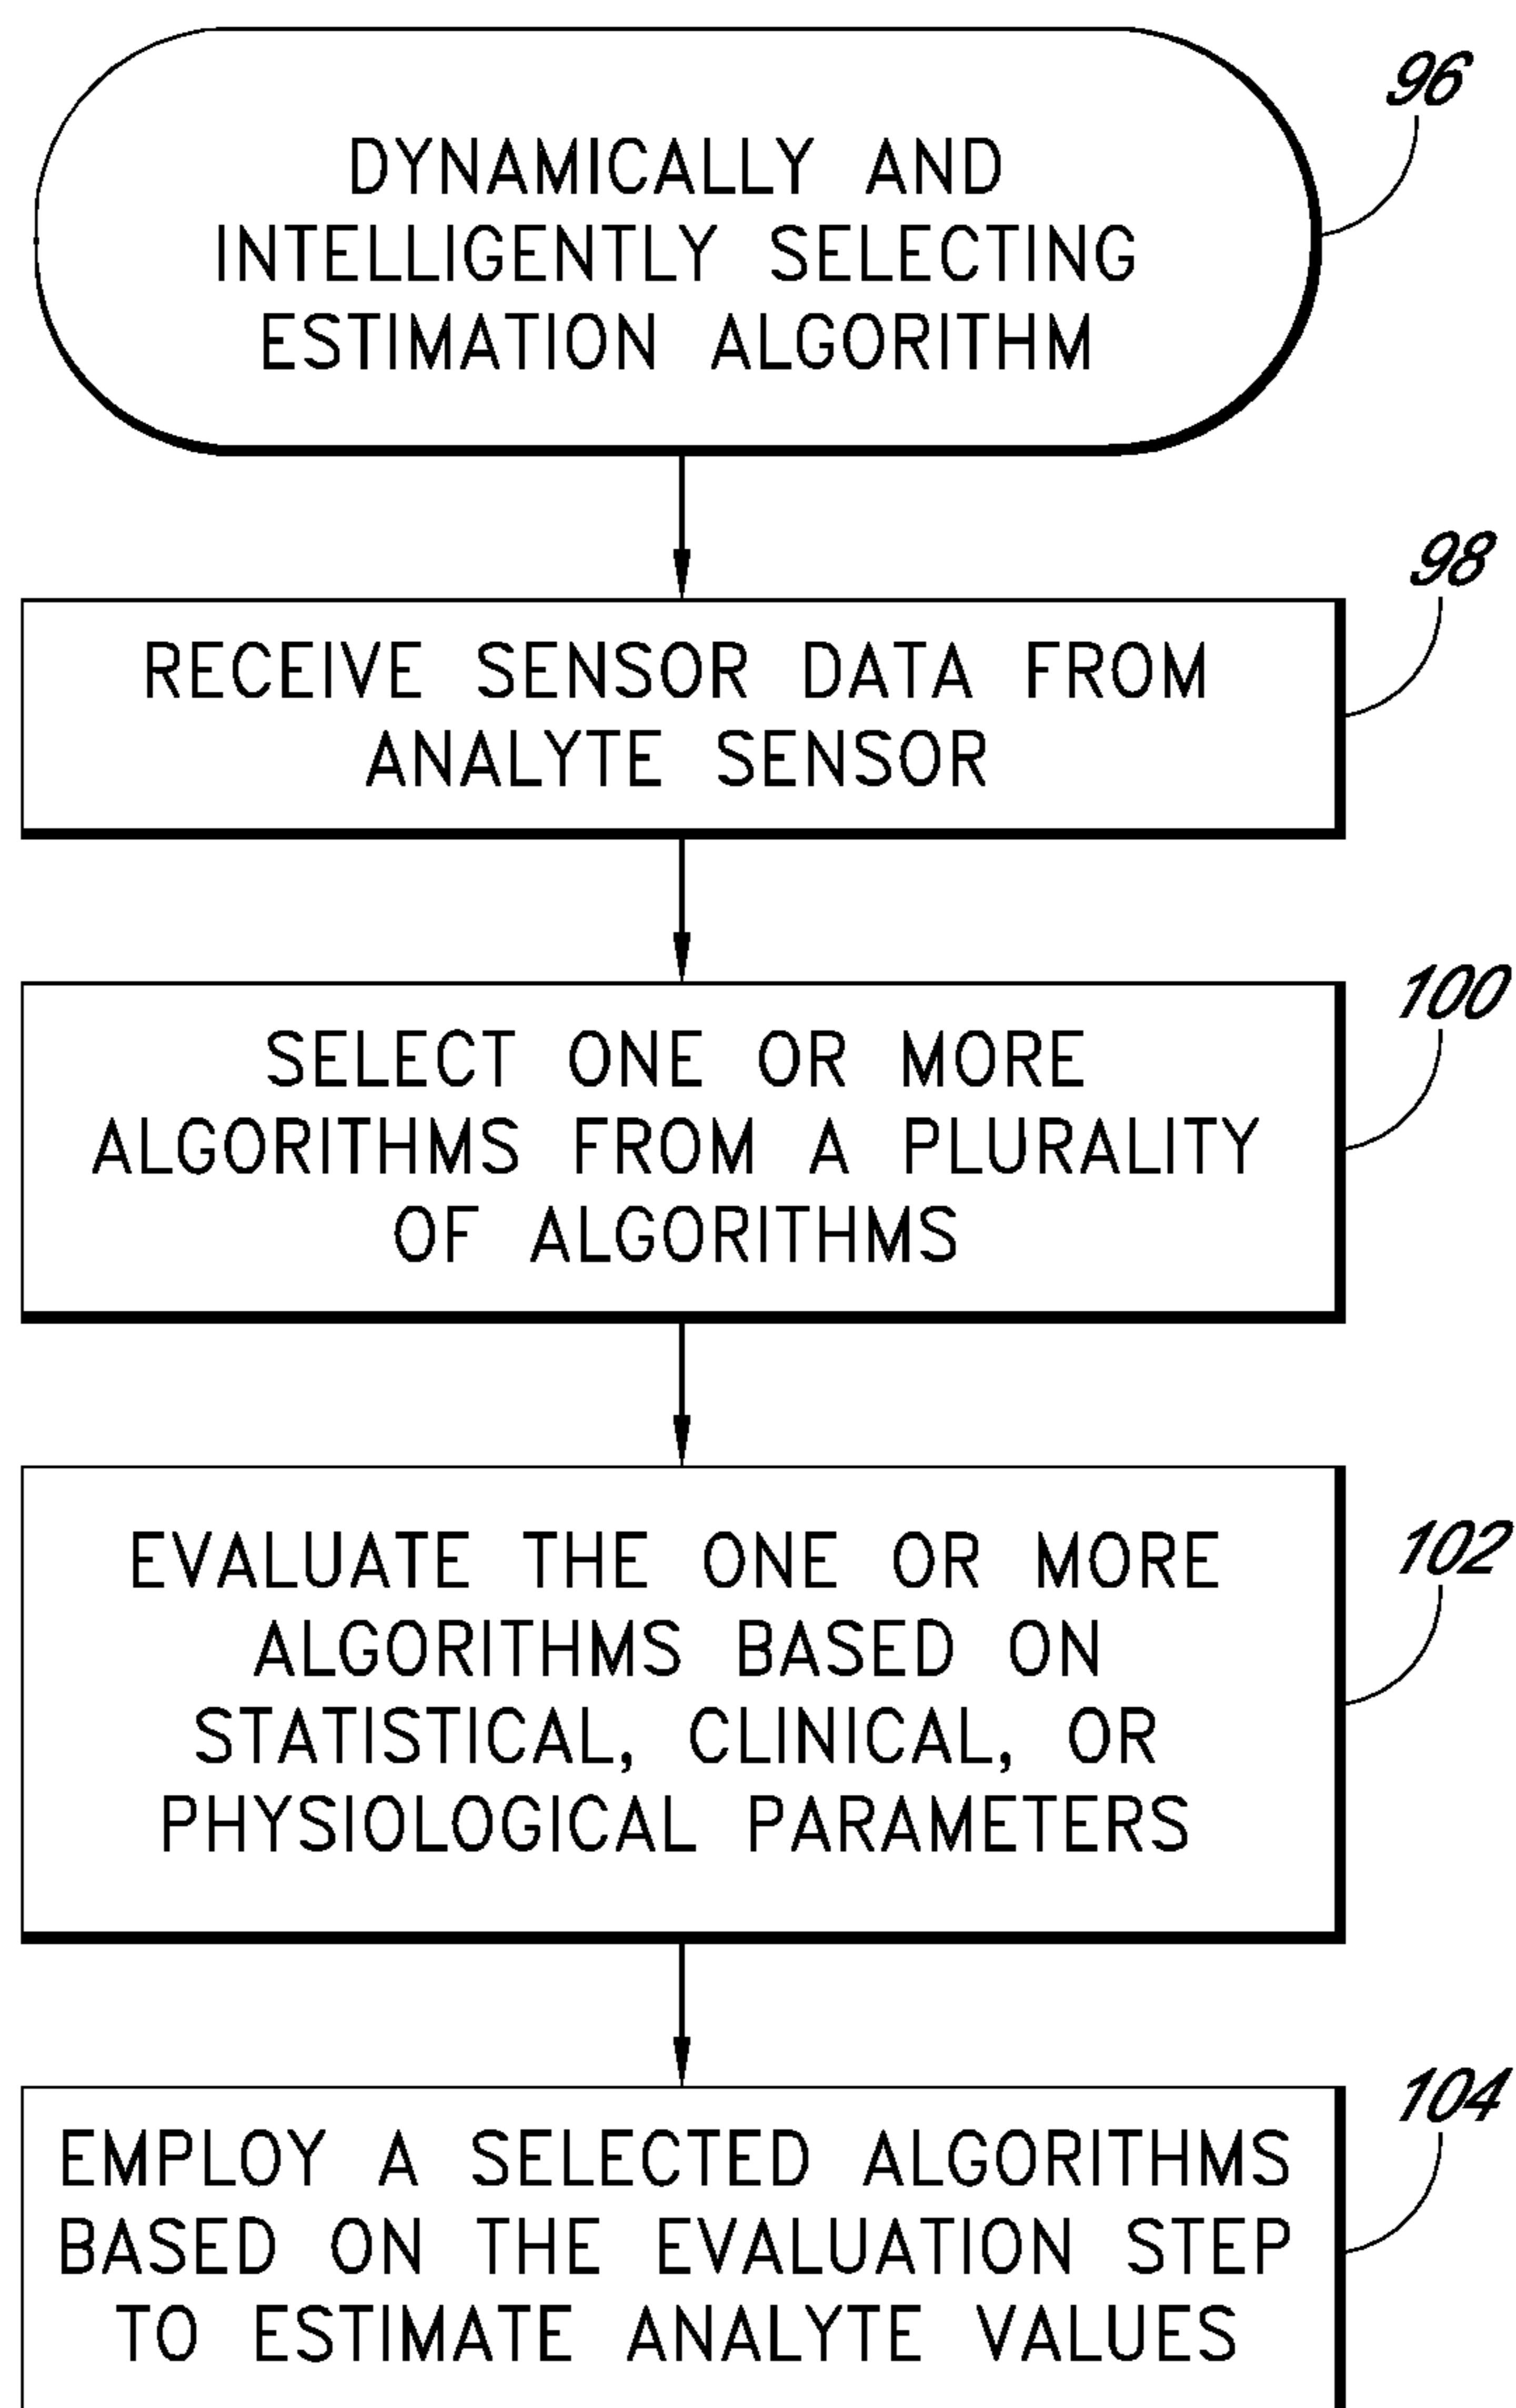 96
DYNAMICALLY AND
INTELLIGENTLY SELECTING
ESTIMATION ALGORITHM
98
RECEIVE SENSOR DATA FROM
ANALYTE SENSOR
100
SELECT ONE OR MORE
ALGORITHMS FROM A PLURALITY
OF ALGORITHMS
102
EVALUATE THE ONE OR MORE
ALGORITHMS BASED ON
STATISTICAL, CLINICAL, OR
PHYSIOLOGICAL PARAMETERS
104
EMPLOY A SELECTED ALGORITHMS
BASED ON THE EVALUATION STEP
TO ESTIMATE ANALYTE VALUES